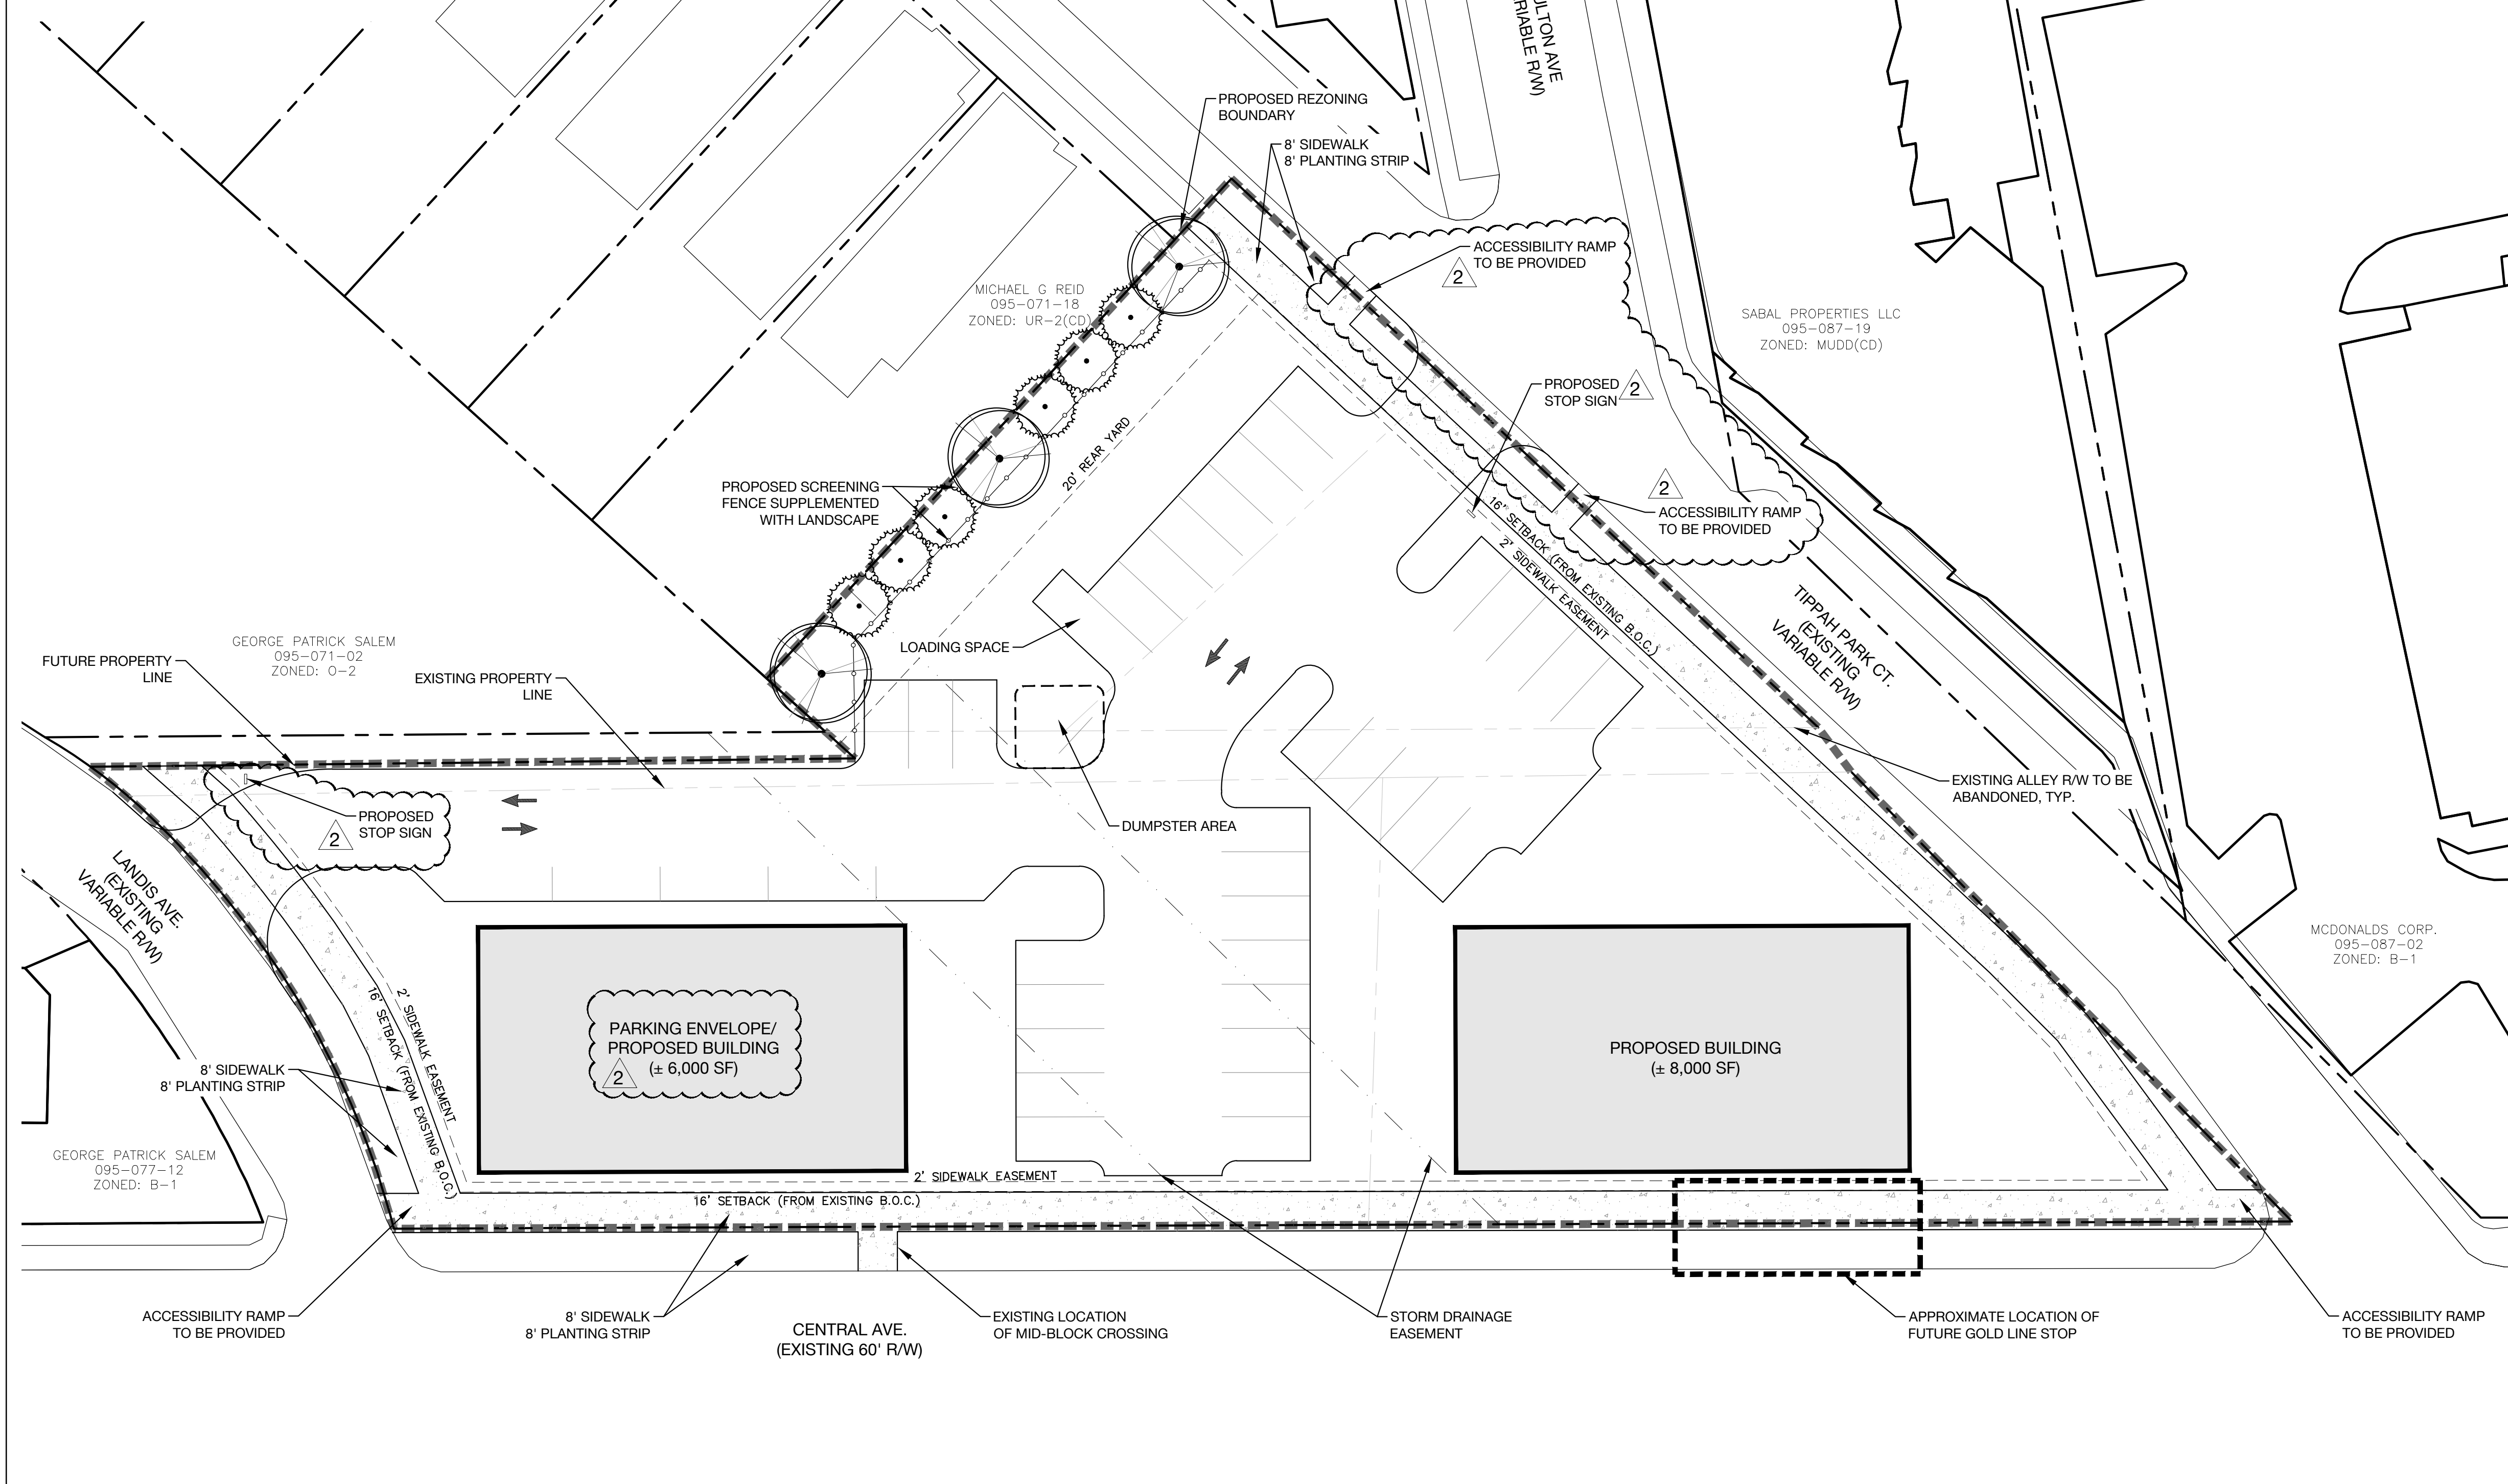 ULTON AVE
RIABLE R/W)
PROPOSED REZONING
BOUNDARY
8' SIDEWALK
8' PLANTING STRIP
ACCESSIBILITY RAMP
TO BE PROVIDED
2
MICHAEL G REID
095-071-18
ZONED: UR-2(CD)
SABAL PROPERTIES LLC
095-087-19
ZONED: MUDD(CD)
PROPOSED
STOP SIGN
2
20' REAR YARD
PROPOSED SCREENING
FENCE SUPPLEMENTED
WITH LANDSCAPE
2
ACCESSIBILITY RAMP
TO BE PROVIDED
16' SETBACK (FROM EXISTING B.O.C.)
2' SIDEWALK EASEMENT
TIPPAH PARK CT.
(EXISTING
VARIABLE R/W)
GEORGE PATRICK SALEM
095-071-02
ZONED: O-2
FUTURE PROPERTY
LINE
EXISTING PROPERTY
LINE
LOADING SPACE
EXISTING ALLEY R/W TO BE
ABANDONED, TYP.
PROPOSED
STOP SIGN
2
DUMPSTER AREA
LANDIS AVE.
(EXISTING
VARIABLE R/W)
MCDONALDS CORP.
095-087-02
ZONED: B-1
2' SIDEWALK EASEMENT
16' SETBACK (FROM EXISTING B.O.C.)
PARKING ENVELOPE/
PROPOSED BUILDING
(± 6,000 SF)
2
PROPOSED BUILDING
(± 8,000 SF)
8' SIDEWALK
8' PLANTING STRIP
GEORGE PATRICK SALEM
095-077-12
ZONED: B-1
2' SIDEWALK EASEMENT
16' SETBACK (FROM EXISTING B.O.C.)
ACCESSIBILITY RAMP
TO BE PROVIDED
8' SIDEWALK
8' PLANTING STRIP
CENTRAL AVE.
(EXISTING 60' R/W)
EXISTING LOCATION
OF MID-BLOCK CROSSING
STORM DRAINAGE
EASEMENT
APPROXIMATE LOCATION OF
FUTURE GOLD LINE STOP
ACCESSIBILITY RAMP
TO BE PROVIDED